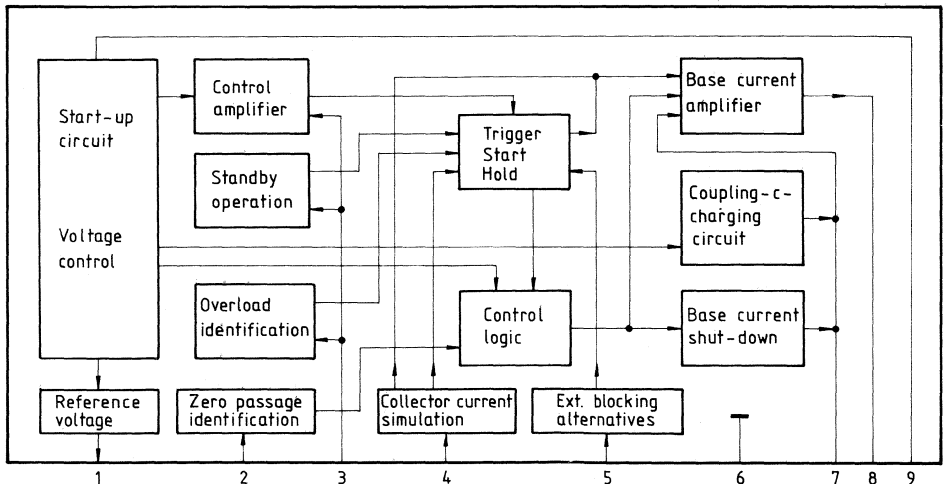 Start-up
circuit
Voltage
control
Control
amplifier
Standby
operation
Overload
identification
Reference
voltage
Zero passage
identification
Trigger
Start
Hold
Control
logic
Collector current
simulation
Ext. blocking
alternatives
Base current
amplifier
Coupling-c-
charging
circuit
Base current
shut-down
1 2 3 4 5 6 7 8 9